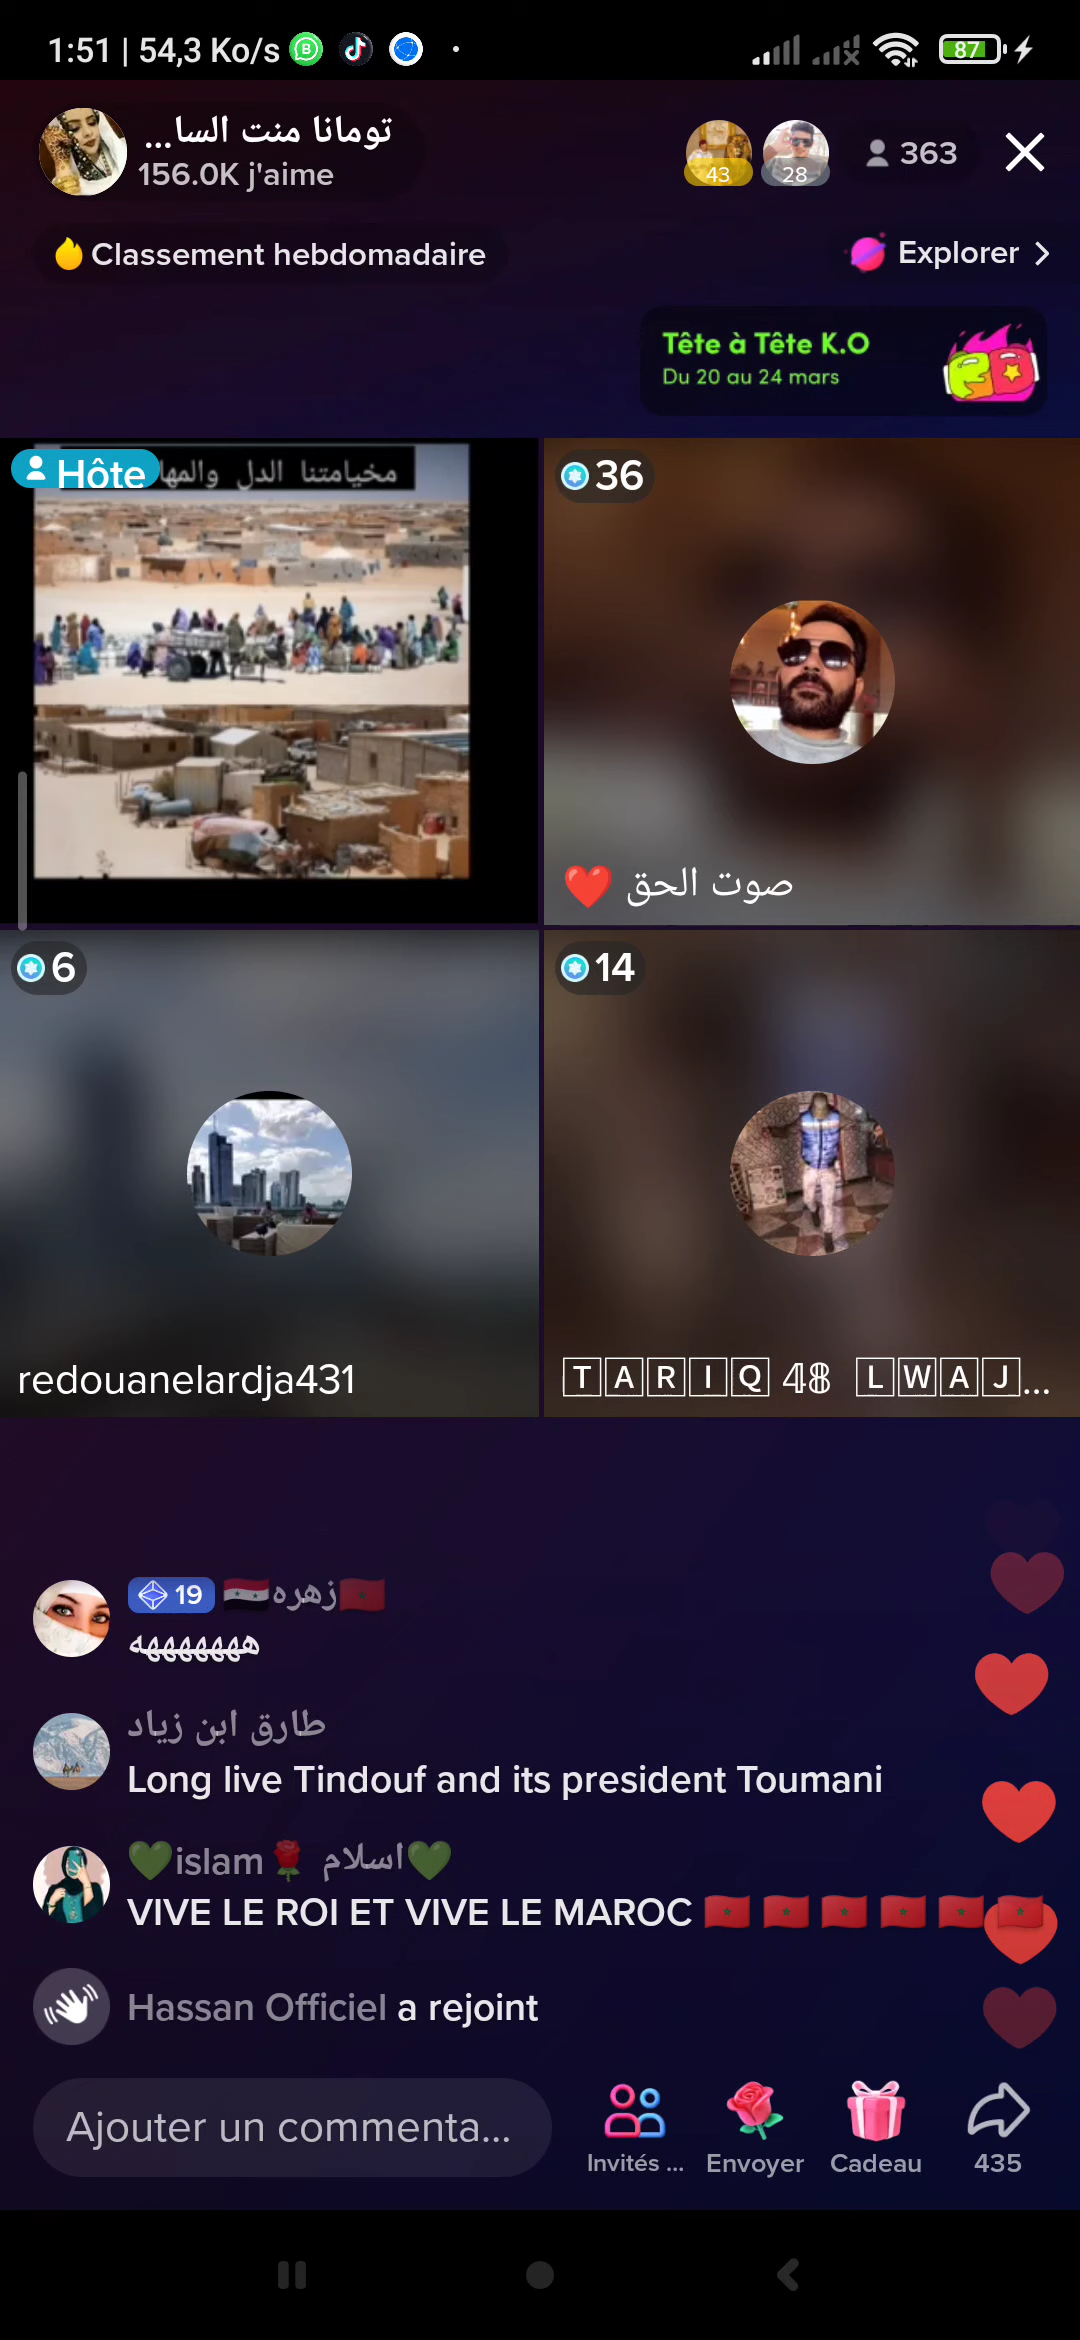 1:51 | 54,3 Ko/s
87
تومانا منت السا...
156.0K j'aime
43
28
363
Classement hebdomadaire
Explorer
Tête à Tête K.O
Du 20 au 24 mars
Hôte
مخيامتنا الدل والمها
36
صوت الحق ❤️
6
14
redouanelardja431
🅃🄰🅁🄸🅀 𝟜𝟠 🄻🅆🄰🄹...
19 🇸🇾زهره🇲🇦
هههههههه
طارق ابن زياد
Long live Tindouf and its president Toumani
💚islam🌹 اسلام💚
VIVE LE ROI ET VIVE LE MAROC 🇲🇦 🇲🇦 🇲🇦 🇲🇦 🇲🇦 🇲🇦
Hassan Officiel a rejoint
Ajouter un commenta...
Invités ...
Envoyer
Cadeau
435